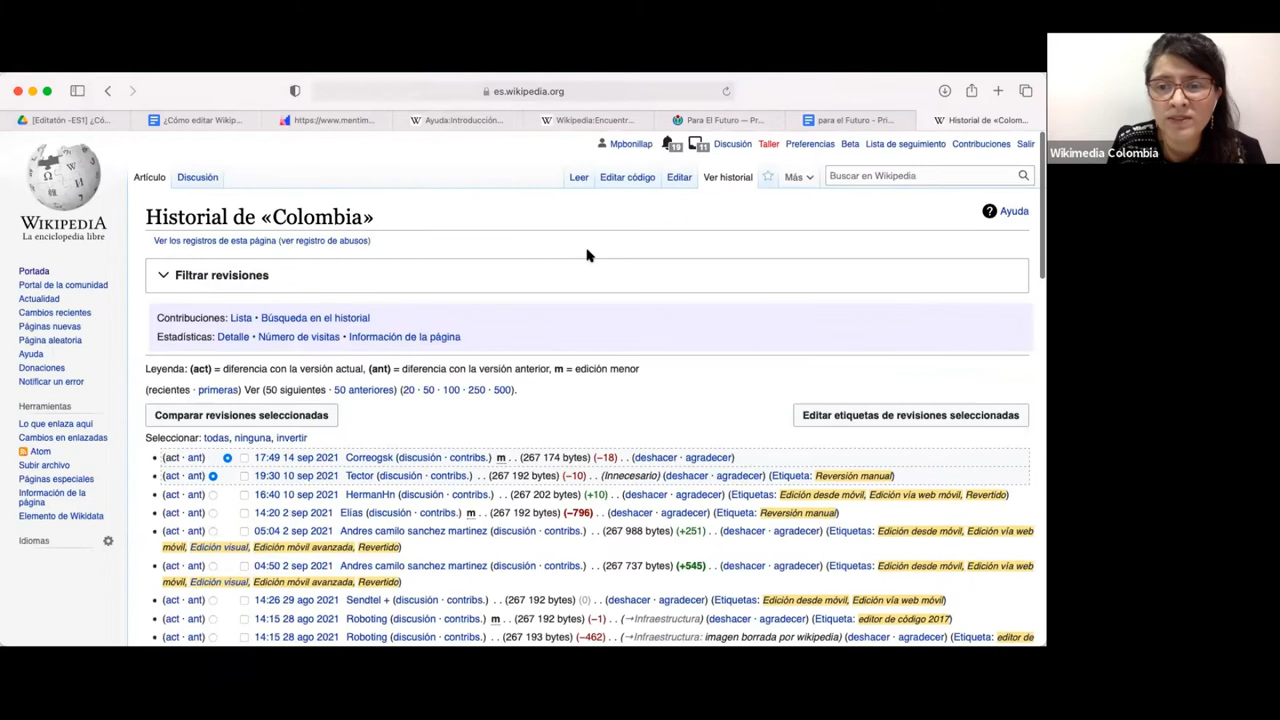 es.wikipedia.org
[Editatón -ES1] ¿Có...
¿Cómo editar Wikip...
https://www.mentim...
Ayuda:Introducción...
Wikipedia:Encuentr...
Para El Futuro — Pr...
para el Futuro - Pri...
Historial de «Colom...
Mpbonillap 19 11 Discusión Taller Preferencias Beta Lista de seguimiento Contribuciones Salir
Wikimedia Colombia
Artículo Discusión Leer Editar código Editar Ver historial Más Buscar en Wikipedia
WIKIPEDIA
La enciclopedia libre
Portada
Portal de la comunidad
Actualidad
Cambios recientes
Páginas nuevas
Página aleatoria
Ayuda
Donaciones
Notificar un error
Herramientas
Lo que enlaza aquí
Cambios en enlazadas
Atom
Subir archivo
Páginas especiales
Información de la
página
Elemento de Wikidata
Idiomas
Historial de «Colombia»
Ayuda
Ver los registros de esta página (ver registro de abusos)
Filtrar revisiones
Contribuciones: Lista • Búsqueda en el historial
Estadísticas: Detalle • Número de visitas • Información de la página
Leyenda: (act) = diferencia con la versión actual, (ant) = diferencia con la versión anterior, m = edición menor
(recientes · primeras) Ver (50 siguientes · 50 anteriores) (20 · 50 · 100 · 250 · 500).
Comparar revisiones seleccionadas
Editar etiquetas de revisiones seleccionadas
Seleccionar: todas, ninguna, invertir
(act · ant) 17:49 14 sep 2021 Correogsk (discusión · contribs.) m . . (267 174 bytes) (−18) . . (deshacer · agradecer)
(act · ant) 19:30 10 sep 2021 Tector (discusión · contribs.) . . (267 192 bytes) (−10) . . (Innecesario) (deshacer · agradecer) (Etiqueta: Reversión manual)
(act · ant) 16:40 10 sep 2021 HermanHn (discusión · contribs.) . . (267 202 bytes) (+10) . . (deshacer · agradecer) (Etiquetas: Edición desde móvil, Edición vía web móvil, Revertido)
(act · ant) 14:20 2 sep 2021 Elías (discusión · contribs.) m . . (267 192 bytes) (−796) . . (deshacer · agradecer) (Etiqueta: Reversión manual)
(act · ant) 05:04 2 sep 2021 Andres camilo sanchez martinez (discusión · contribs.) . . (267 988 bytes) (+251) . . (deshacer · agradecer) (Etiquetas: Edición desde móvil, Edición vía web
móvil, Edición visual, Edición móvil avanzada, Revertido)
(act · ant) 04:50 2 sep 2021 Andres camilo sanchez martinez (discusión · contribs.) . . (267 737 bytes) (+545) . . (deshacer · agradecer) (Etiquetas: Edición desde móvil, Edición vía web
móvil, Edición visual, Edición móvil avanzada, Revertido)
(act · ant) 14:26 29 ago 2021 Sendtel + (discusión · contribs.) . . (267 192 bytes) (0) . . (deshacer · agradecer) (Etiquetas: Edición desde móvil, Edición vía web móvil)
(act · ant) 14:15 28 ago 2021 Roboting (discusión · contribs.) m . . (267 192 bytes) (−1) . . (→Infraestructura) (deshacer · agradecer) (Etiqueta: editor de código 2017)
(act · ant) 14:15 28 ago 2021 Roboting (discusión · contribs.) . . (267 193 bytes) (−462) . . (→Infraestructura: imagen borrada por wikipedia) (deshacer · agradecer) (Etiqueta: editor de